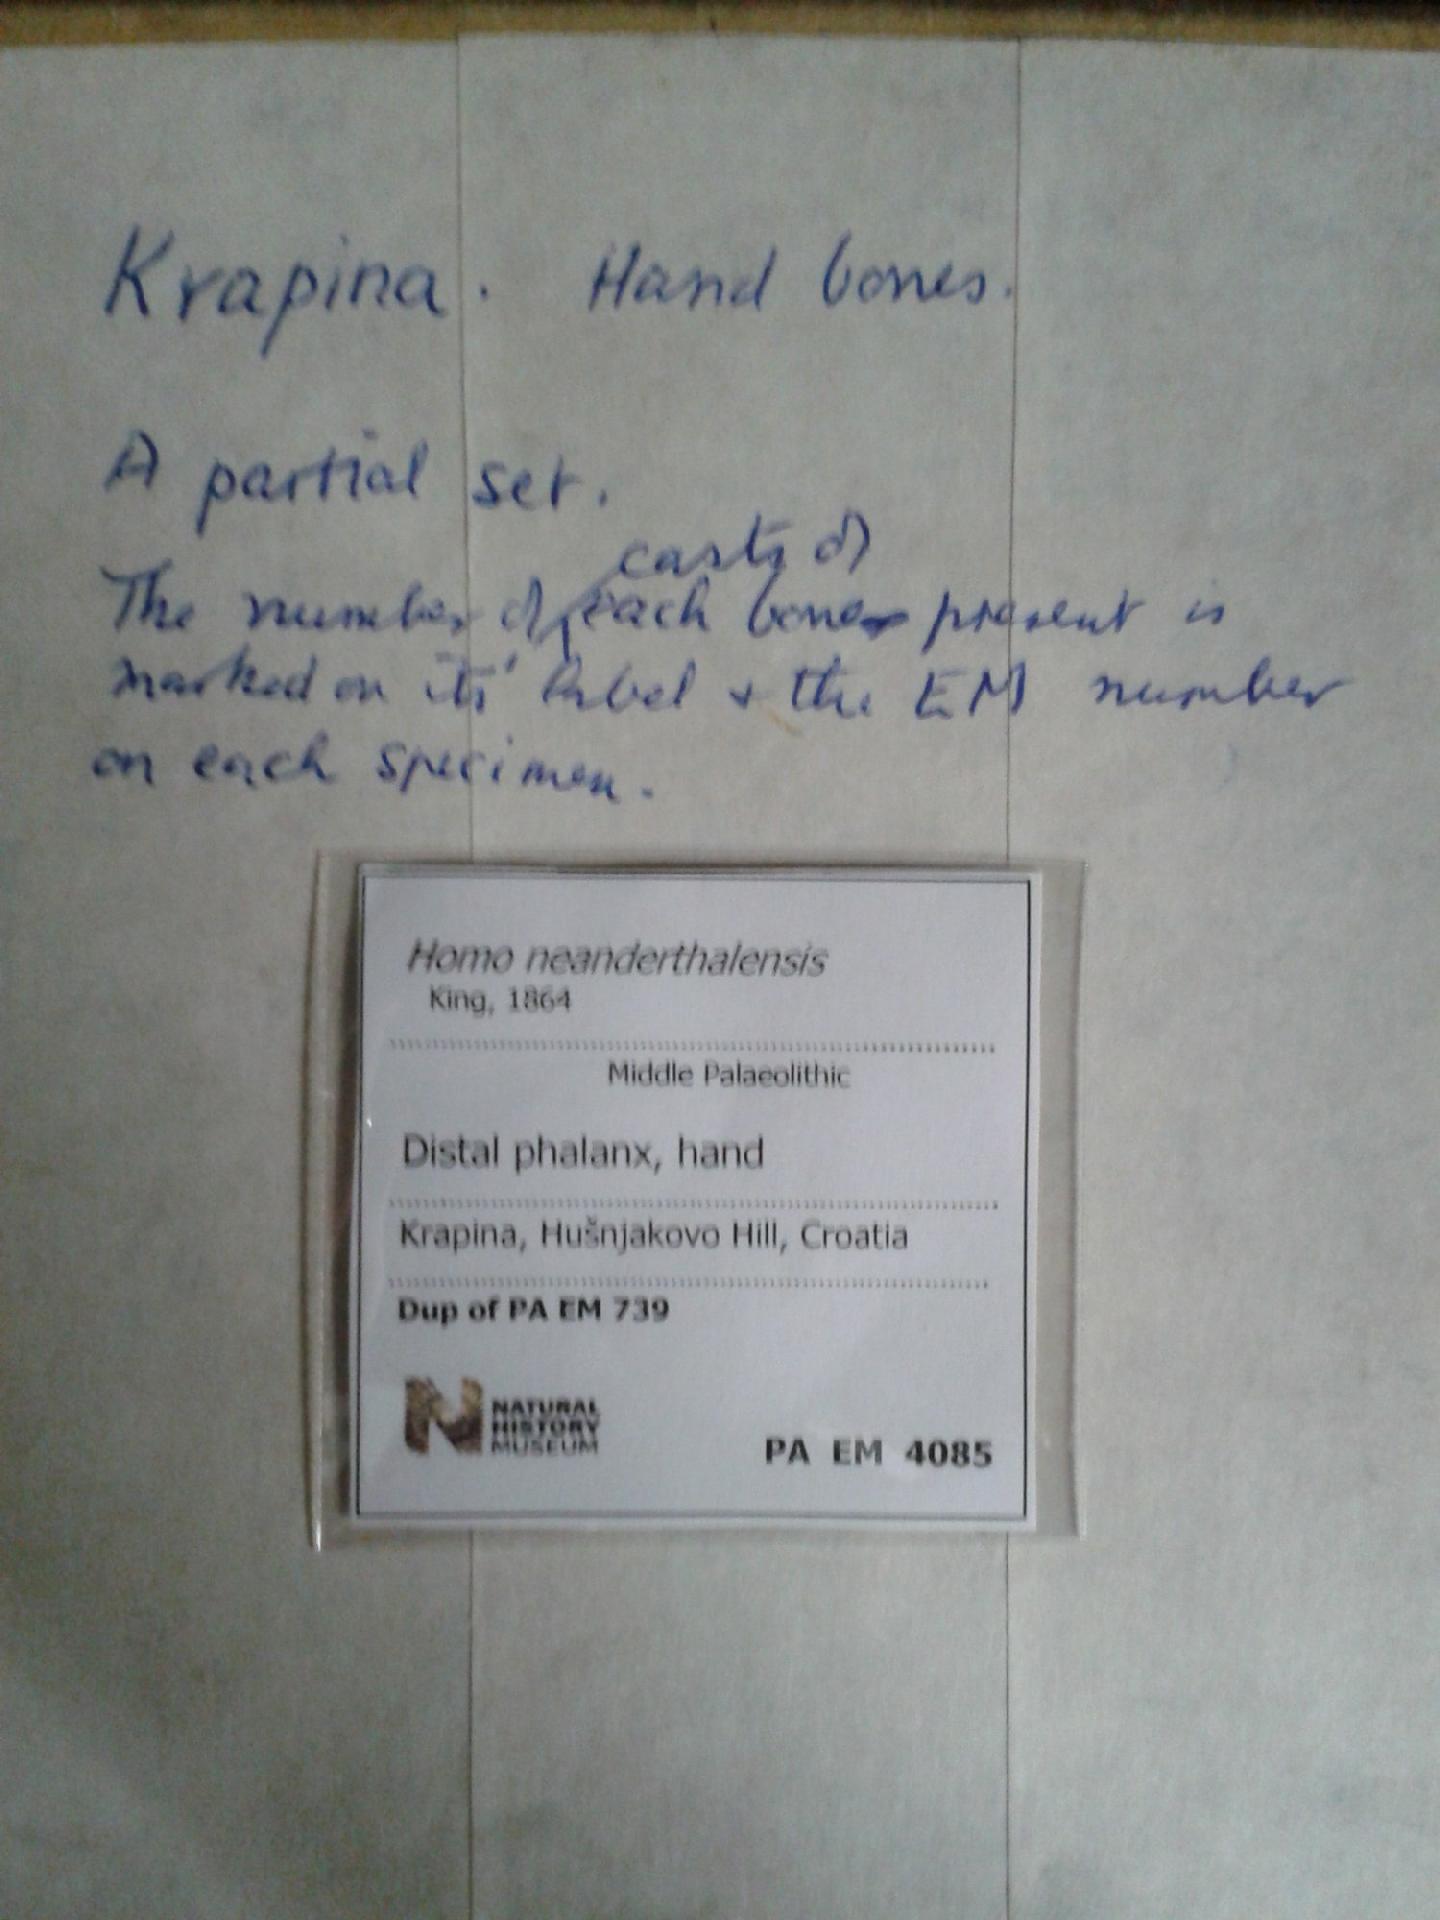 Krapina. Hand bones.
A partial set.
casts of
The number of each bone present is
marked on its' label + the EM number
on each specimen.
Homo neanderthalensis
King, 1864
Middle Palaeolithic
Distal phalanx, hand
Krapina, Hušnjakovo Hill, Croatia
Dup of PA EM 739
NATURAL
HISTORY
MUSEUM
PA EM 4085